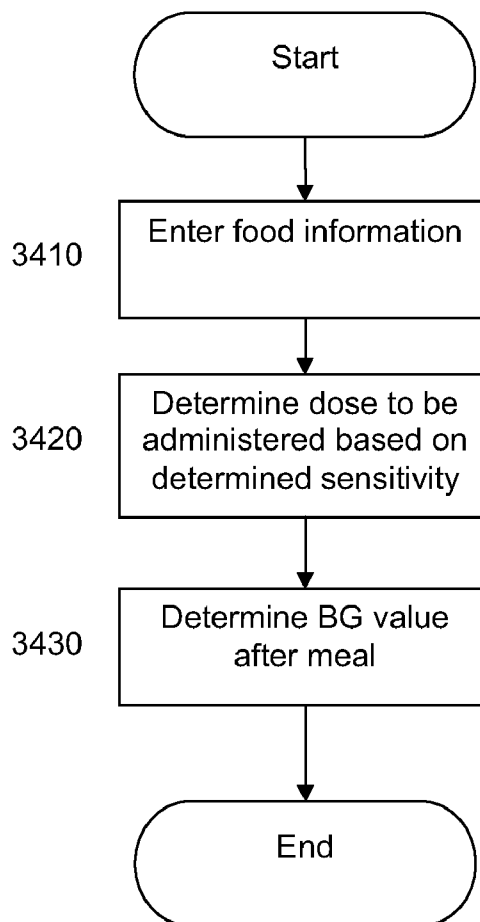 Start
3410
Enter food information
3420
Determine dose to be
administered based on
determined sensitivity
3430
Determine BG value
after meal
End